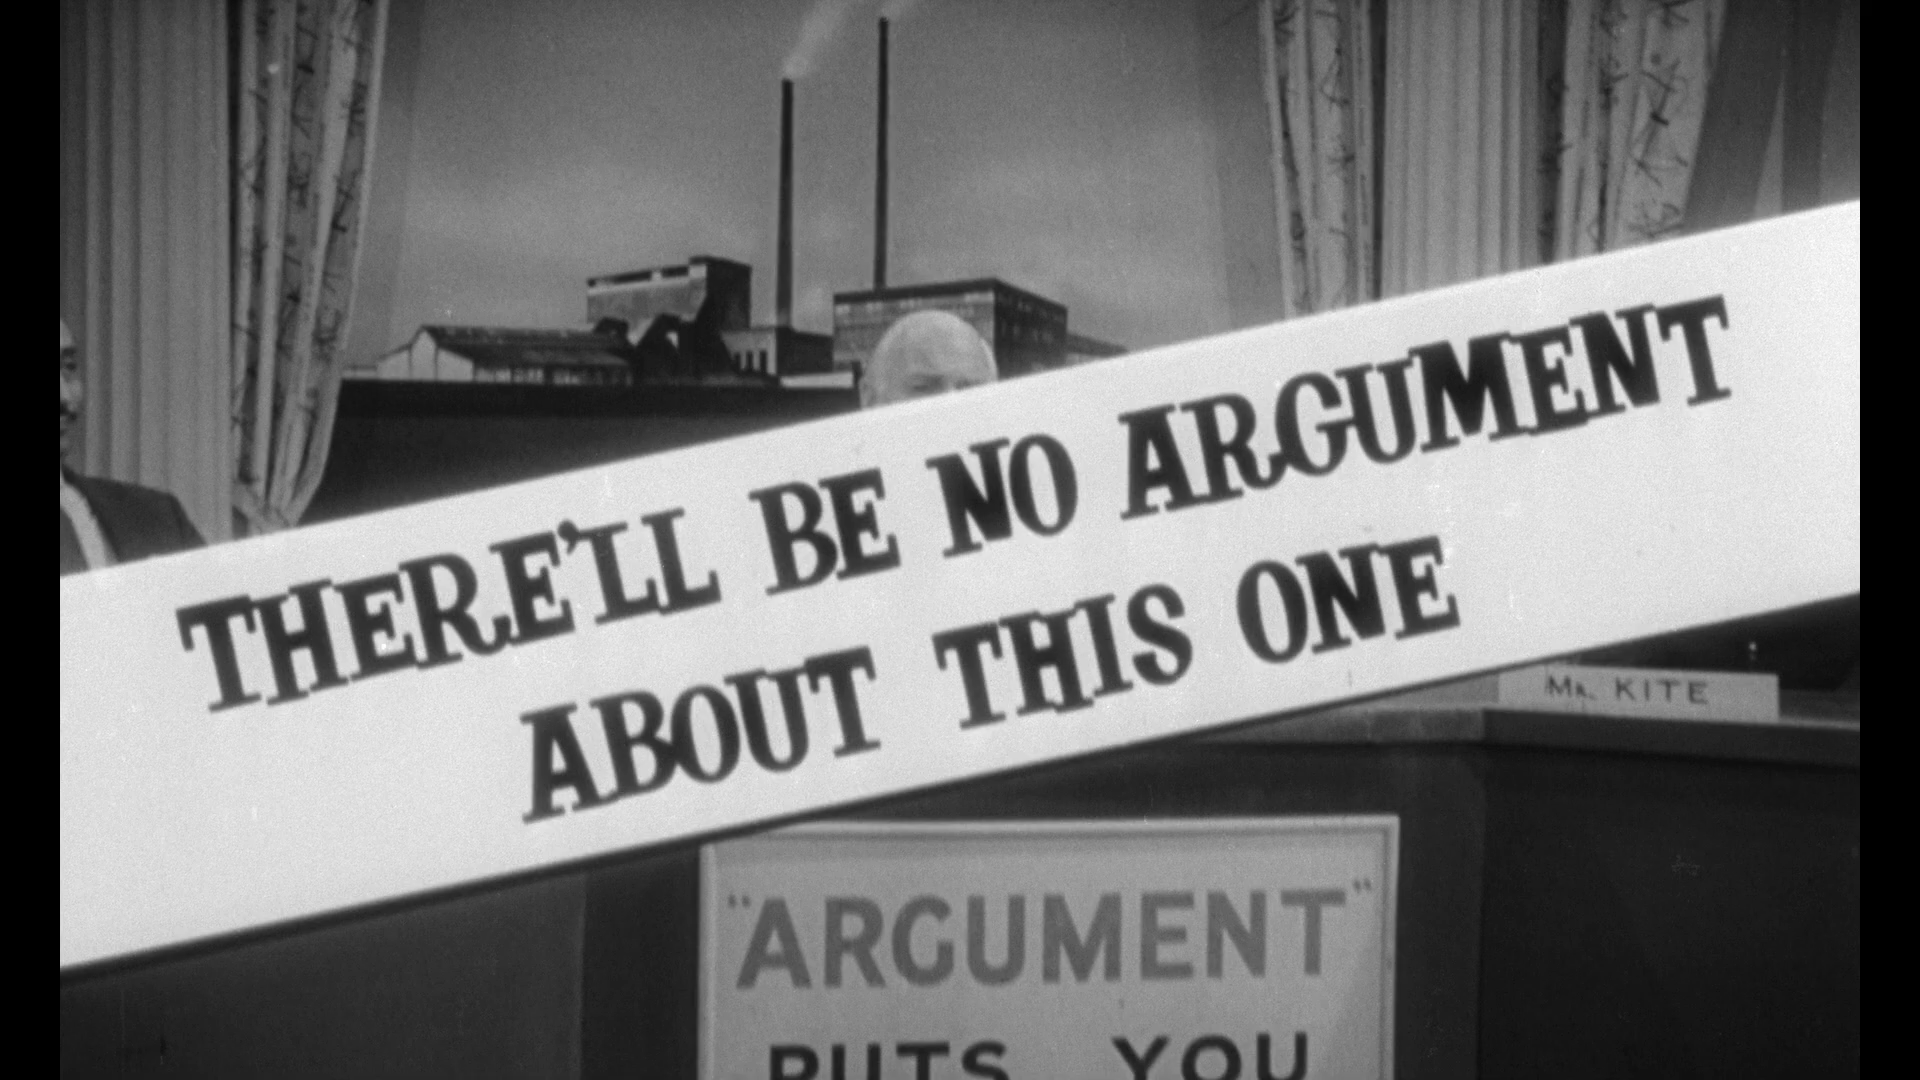 THERE'LL BE NO ARGUMENT
ABOUT THIS ONE
MR. KITE
"ARGUMENT"
PUTS YOU